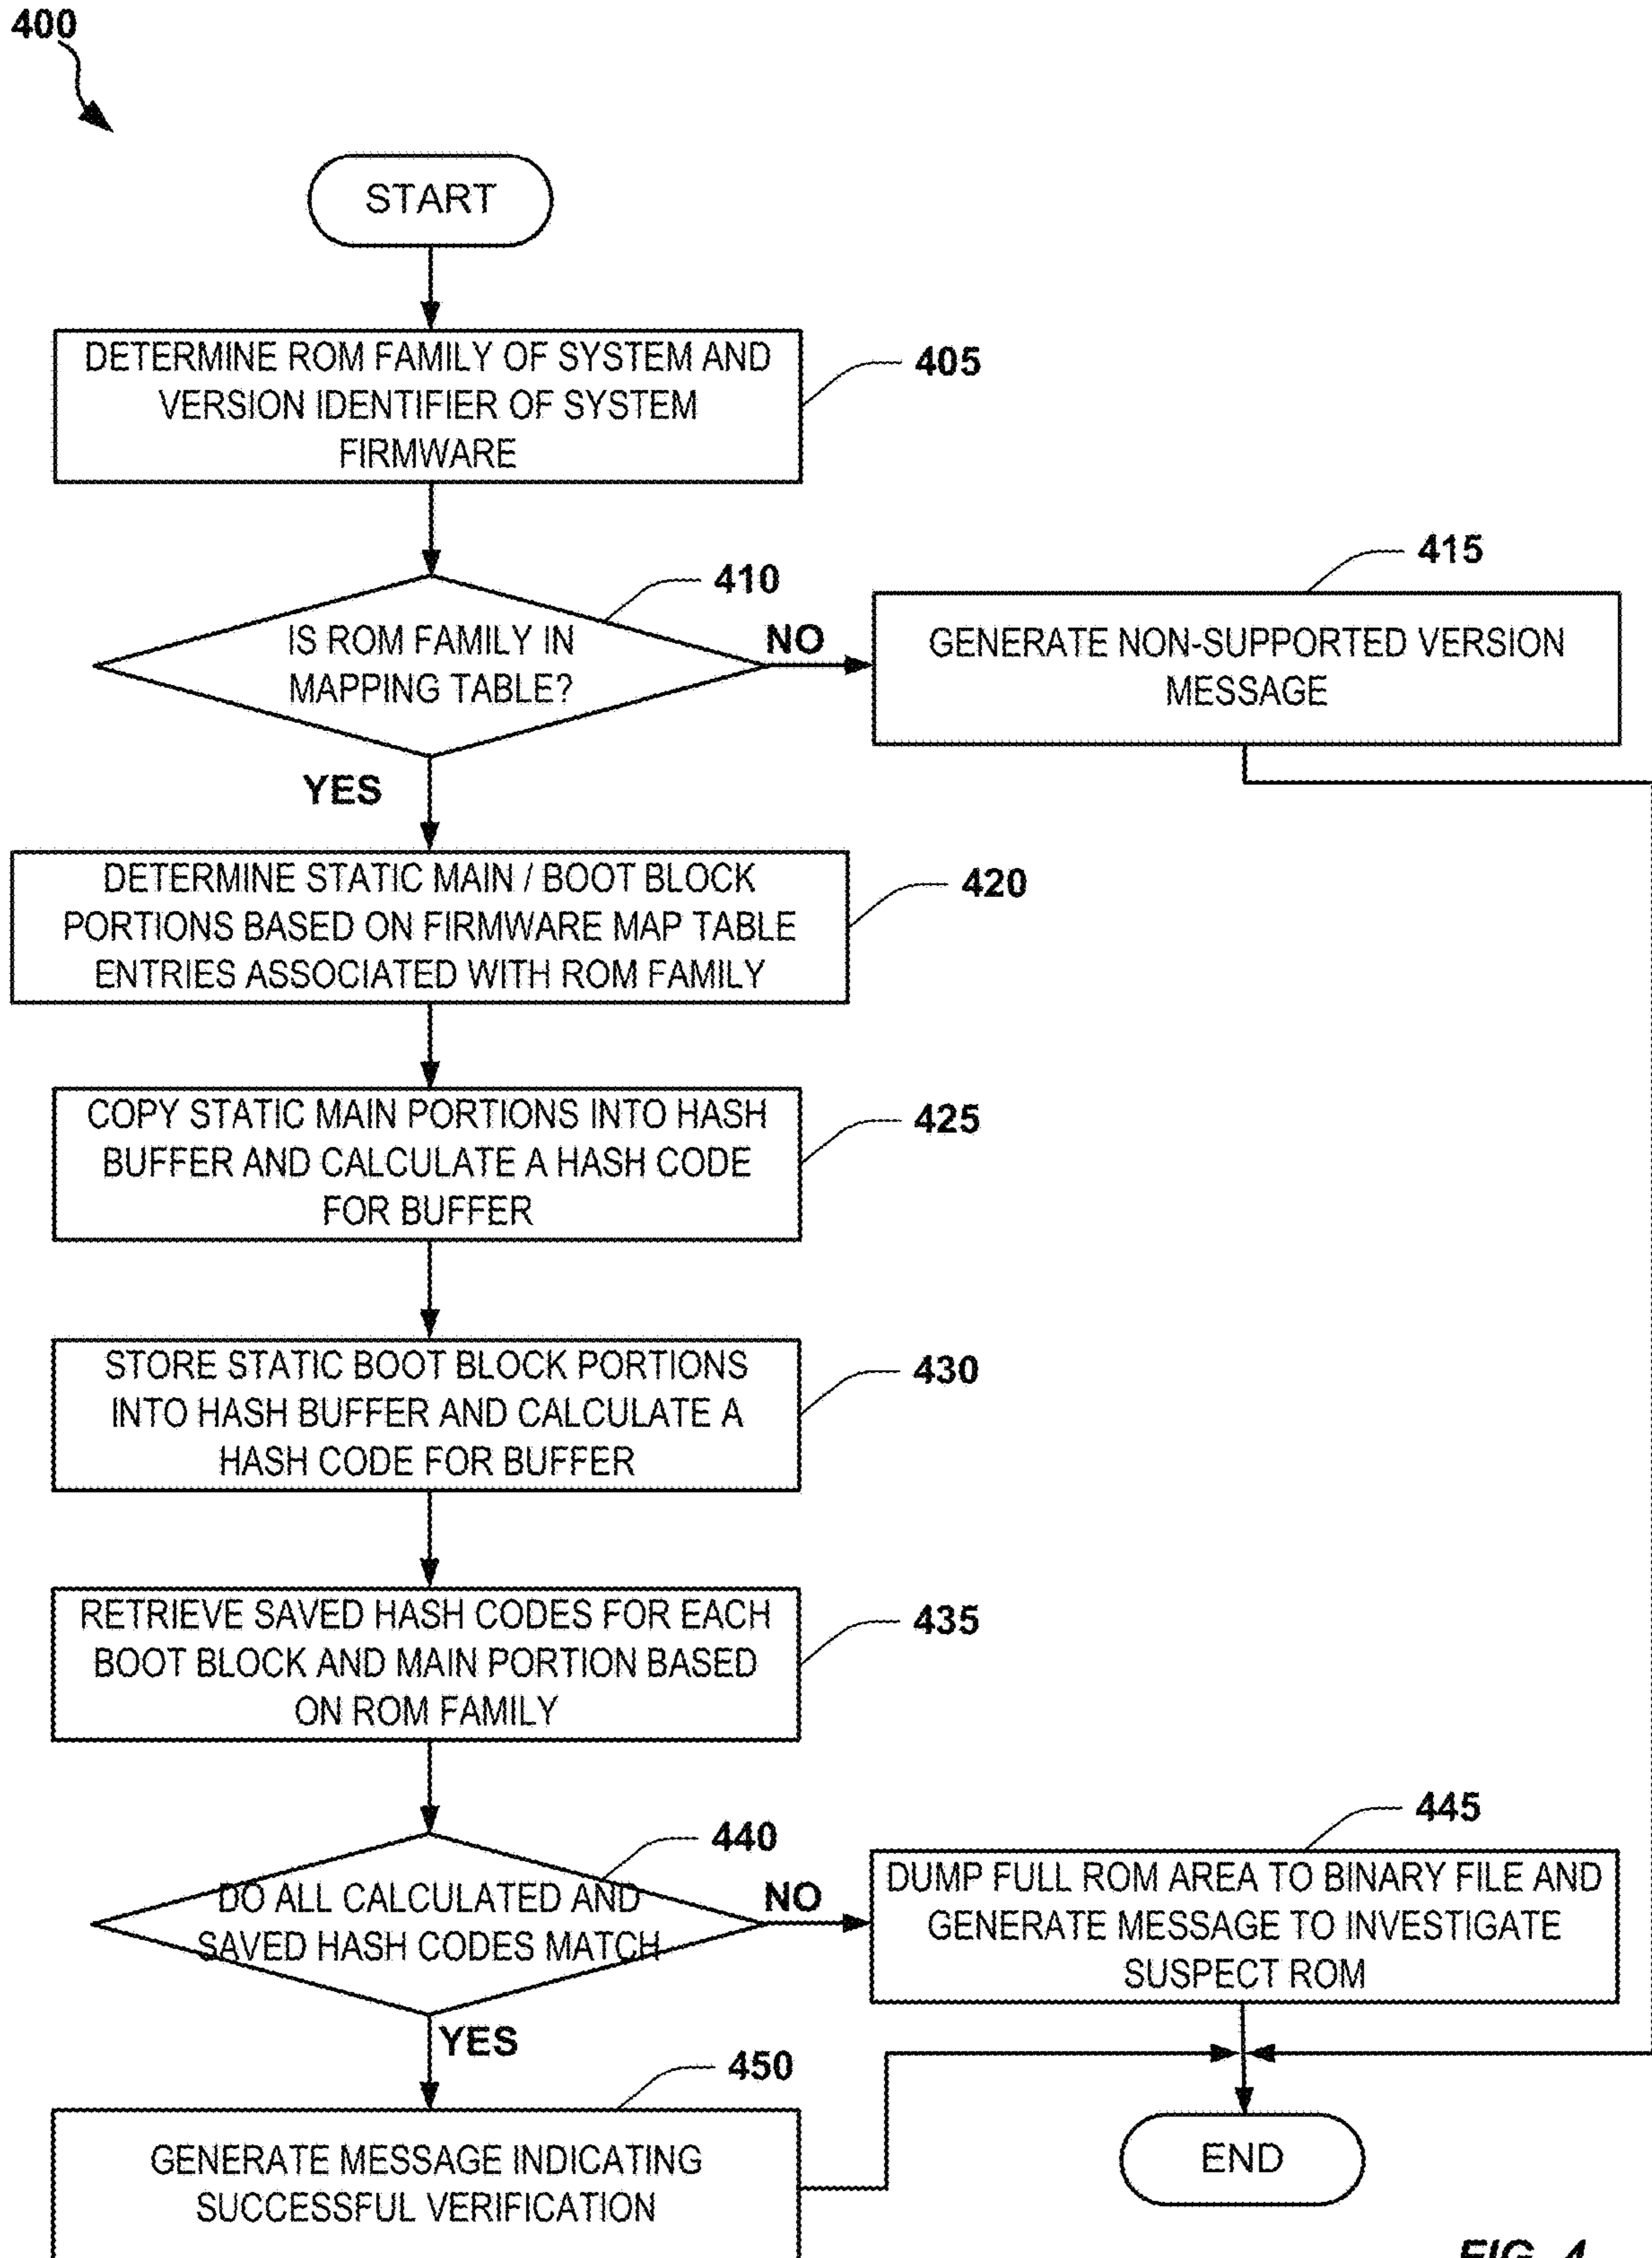 400
START
DETERMINE ROM FAMILY OF SYSTEM AND
VERSION IDENTIFIER OF SYSTEM
FIRMWARE
405
410
IS ROM FAMILY IN
MAPPING TABLE?
NO
415
GENERATE NON-SUPPORTED VERSION
MESSAGE
YES
DETERMINE STATIC MAIN / BOOT BLOCK
PORTIONS BASED ON FIRMWARE MAP TABLE
ENTRIES ASSOCIATED WITH ROM FAMILY
420
COPY STATIC MAIN PORTIONS INTO HASH
BUFFER AND CALCULATE A HASH CODE
FOR BUFFER
425
STORE STATIC BOOT BLOCK PORTIONS
INTO HASH BUFFER AND CALCULATE A
HASH CODE FOR BUFFER
430
RETRIEVE SAVED HASH CODES FOR EACH
BOOT BLOCK AND MAIN PORTION BASED
ON ROM FAMILY
435
440
DO ALL CALCULATED AND
SAVED HASH CODES MATCH
NO
445
DUMP FULL ROM AREA TO BINARY FILE AND
GENERATE MESSAGE TO INVESTIGATE
SUSPECT ROM
YES
450
GENERATE MESSAGE INDICATING
SUCCESSFUL VERIFICATION
END
FIG. 4